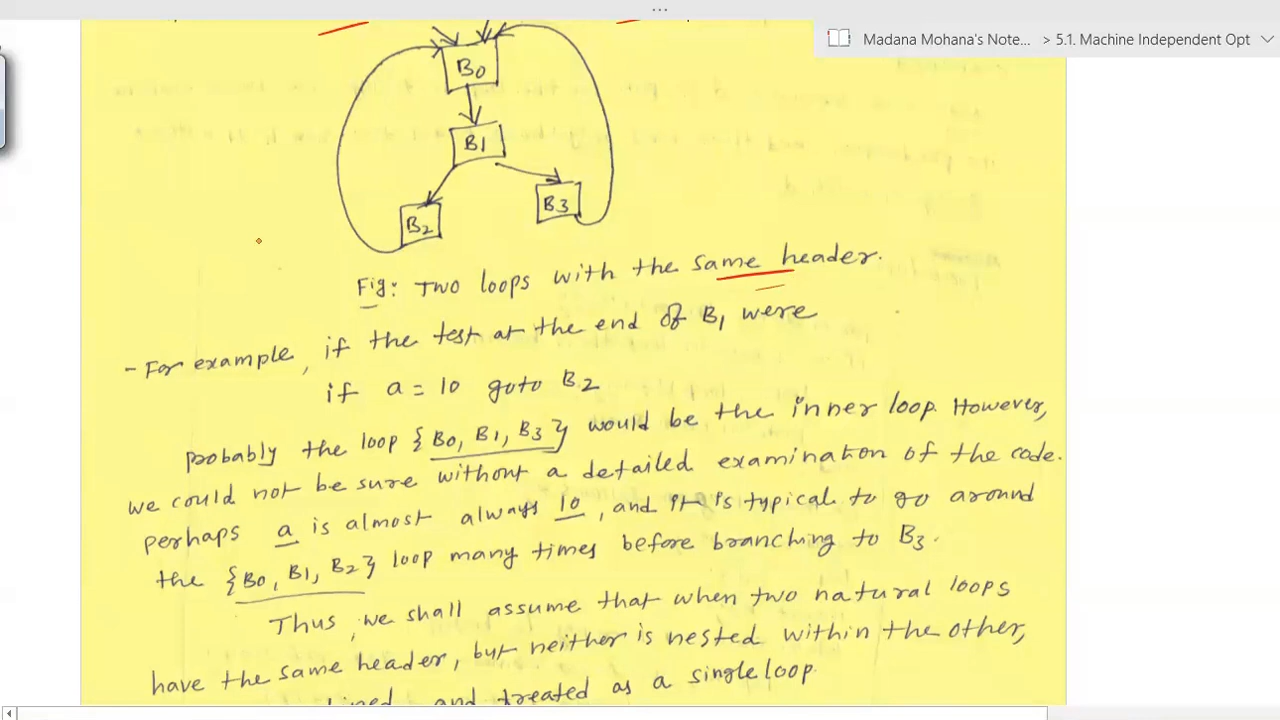 ...
Madana Mohana's Note... > 5.1. Machine Independent Opt
B0
B1
B3
B2
Fig: Two loops with the same header.
- For example, if the test at the end of B1 were
if a = 10 goto B2
probably the loop {B0, B1, B3} would be the inner loop. However,
we could not be sure without a detailed examination of the code.
perhaps a is almost always 10, and it is typical to go around
the {B0, B1, B2} loop many times before branching to B3.
Thus, we shall assume that when two natural loops
have the same header, but neither is nested within the other,
and treated as a single loop.